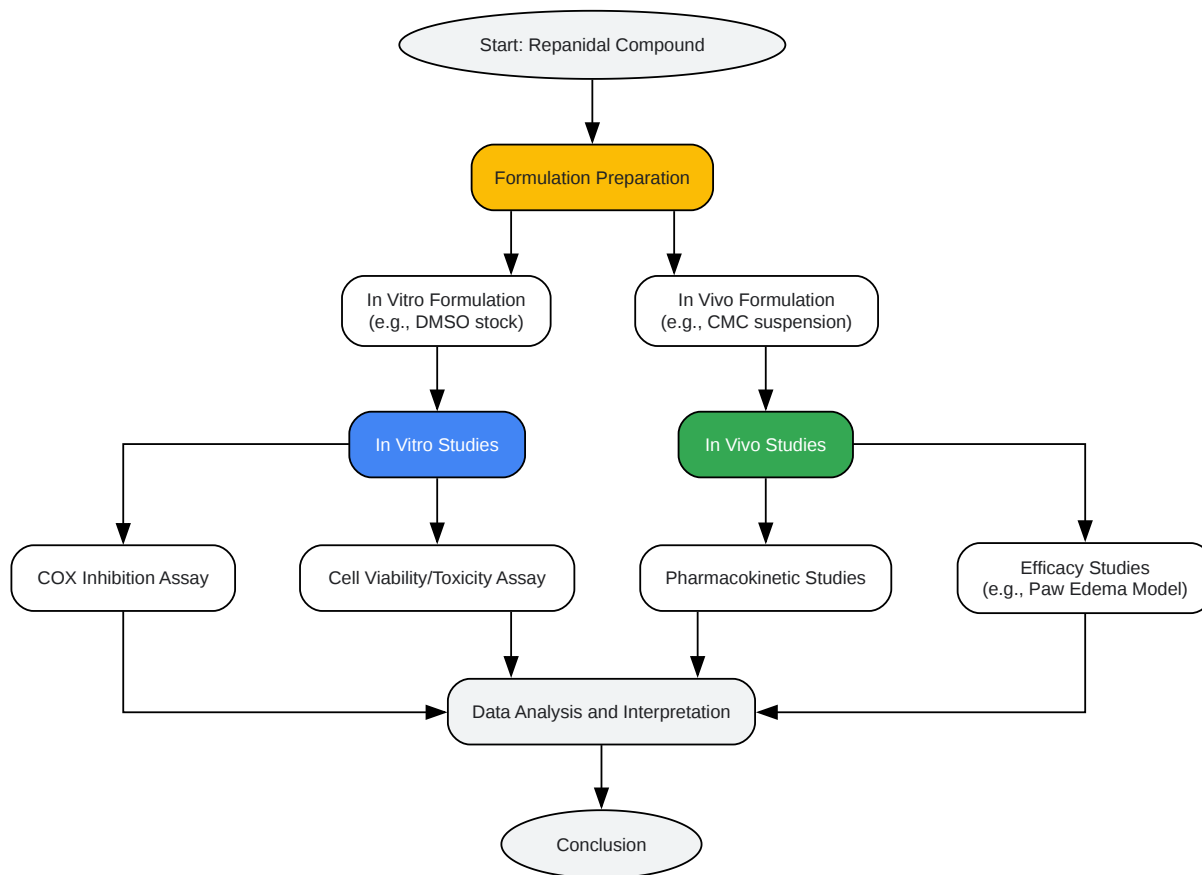 Start: Repanidal Compound
Formulation Preparation
In Vitro Formulation
(e.g., DMSO stock)
In Vivo Formulation
(e.g., CMC suspension)
In Vitro Studies
In Vivo Studies
COX Inhibition Assay
Cell Viability/Toxicity Assay
Pharmacokinetic Studies
Efficacy Studies
(e.g., Paw Edema Model)
Data Analysis and Interpretation
Conclusion